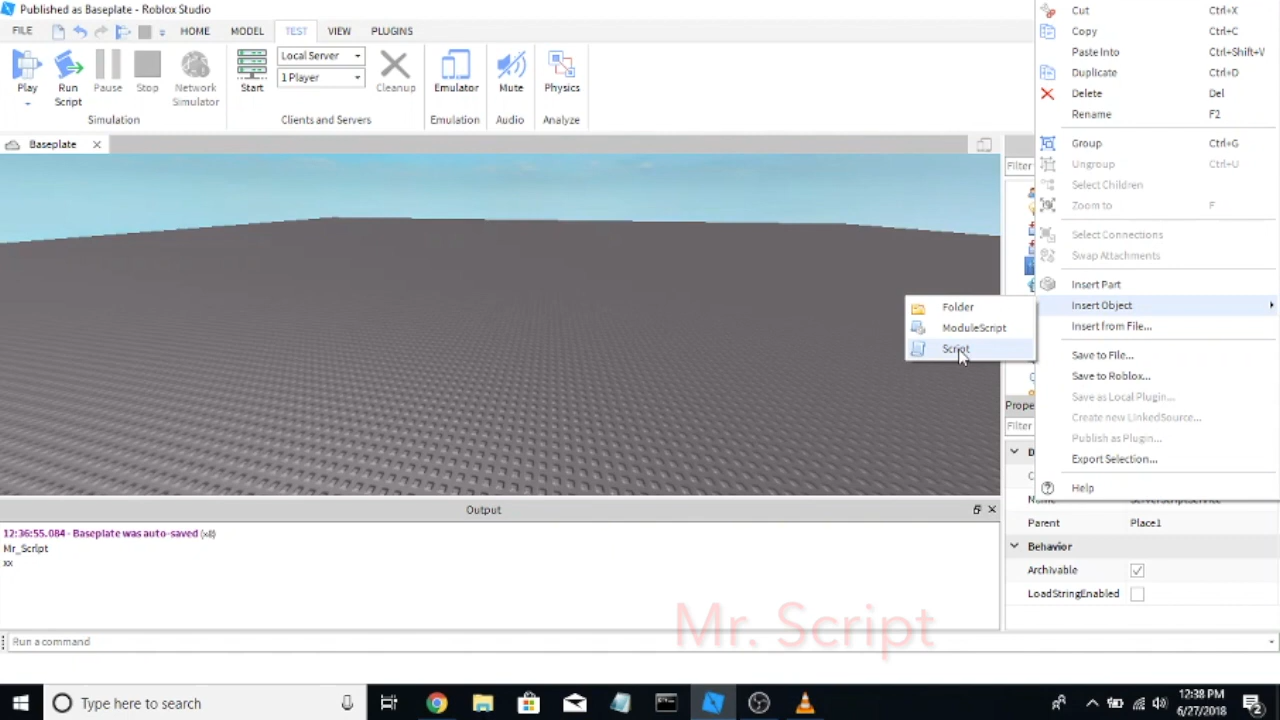 Published as Baseplate - Roblox Studio
FILE HOME MODEL TEST VIEW PLUGINS
Play
Run Script
Pause
Stop
Network Simulator
Simulation
Start
Local Server
1 Player
Cleanup
Clients and Servers
Emulator
Emulation
Mute
Audio
Physics
Analyze
Baseplate
Filter
Cut Ctrl+X
Copy Ctrl+C
Paste Into Ctrl+Shift+V
Duplicate Ctrl+D
Delete Del
Rename F2
Group Ctrl+G
Ungroup Ctrl+U
Select Children
Zoom to F
Select Connections
Swap Attachments
Insert Part
Insert Object
Insert from File...
Save to File...
Save to Roblox...
Save as Local Plugin...
Create new LinkedSource...
Publish as Plugin...
Export Selection...
Help
Folder
ModuleScript
Script
Prope
Filter
Parent Place1
Behavior
Archivable
LoadStringEnabled
Output
12:36:55.084 - Baseplate was auto-saved (x8)
Mr_Script
xx
Mr. Script
Run a command
Type here to search
12:38 PM
6/27/2018
2